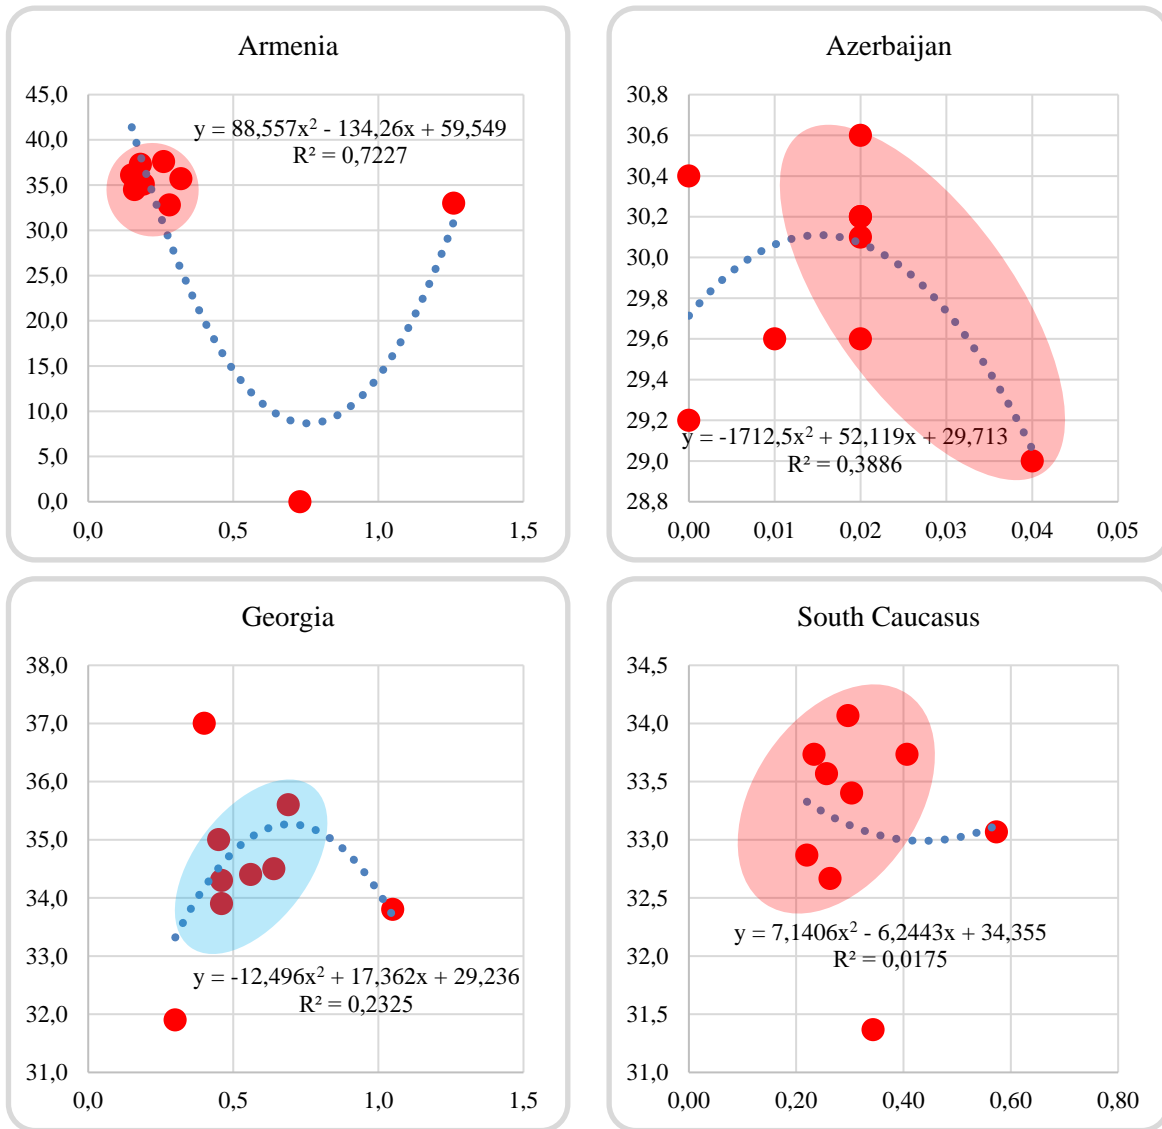 Armenia
45,0
40,0
35,0
30,0
25,0
20,0
15,0
10,0
5,0
0,0
y = 88,557x² - 134,26x + 59,549
R² = 0,7227
0,0 0,5 1,0 1,5
Azerbaijan
30,8
30,6
30,4
30,2
30,0
29,8
29,6
29,4
29,2
29,0
28,8
y = -1712,5x² + 52,119x + 29,713
R² = 0,3886
0,00 0,01 0,02 0,03 0,04 0,05
Georgia
38,0
37,0
36,0
35,0
34,0
33,0
32,0
31,0
y = -12,496x² + 17,362x + 29,236
R² = 0,2325
0,0 0,5 1,0 1,5
South Caucasus
34,5
34,0
33,5
33,0
32,5
32,0
31,5
31,0
y = 7,1406x² - 6,2443x + 34,355
R² = 0,0175
0,00 0,20 0,40 0,60 0,80